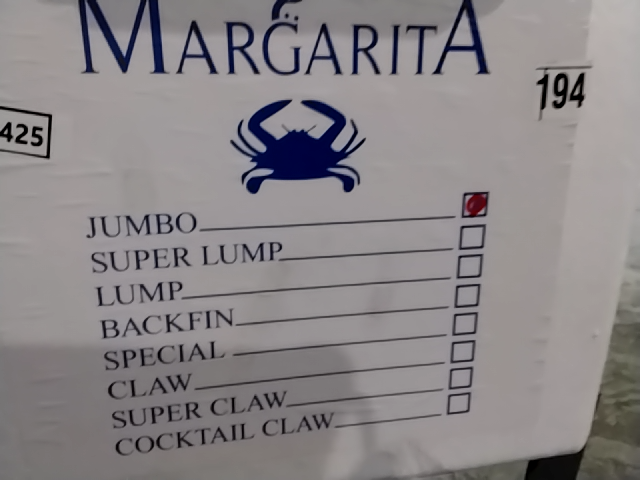 MARGARITA
194
425
JUMBO
SUPER LUMP
LUMP
BACKFIN
SPECIAL
CLAW
SUPER CLAW
COCKTAIL CLAW